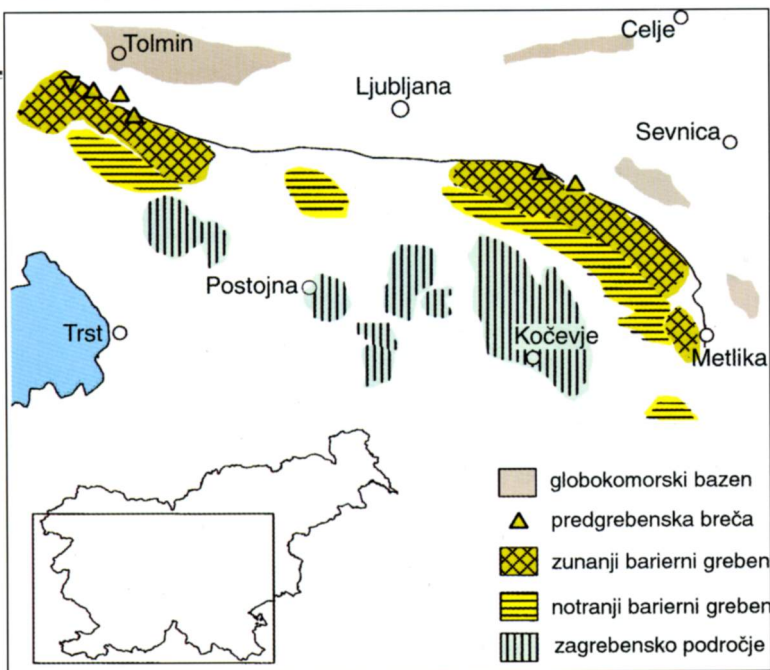 Tolmin
Celje
Ljubljana
Sevnica
Postojna
Trst
Kočevje
Metlika
globokomorski bazen
predgrebenska breča
zunanji barierni greben
notranji barierni greben
zagrebensko področje